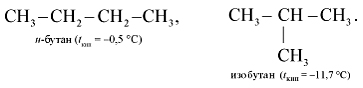 CH₃–CH₂–CH₂–CH₃,
н-бутан (tкип = –0,5 °C)
CH₃–CH–CH₃.
|
CH₃
изобутан (tкип = –11,7 °C)